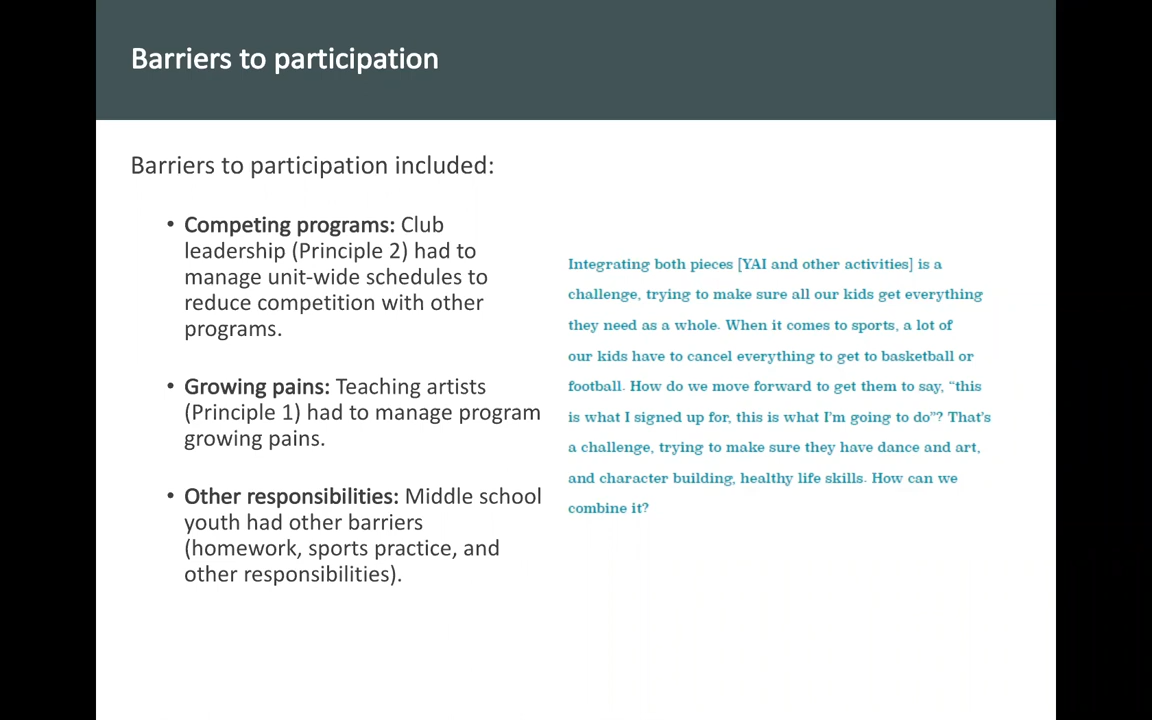 Barriers to participation
Barriers to participation included:
• Competing programs: Club
leadership (Principle 2) had to
manage unit-wide schedules to
reduce competition with other
programs.
• Growing pains: Teaching artists
(Principle 1) had to manage program
growing pains.
• Other responsibilities: Middle school
youth had other barriers
(homework, sports practice, and
other responsibilities).
Integrating both pieces [YAI and other activities] is a
challenge, trying to make sure all our kids get everything
they need as a whole. When it comes to sports, a lot of
our kids have to cancel everything to get to basketball or
football. How do we move forward to get them to say, “this
is what I signed up for, this is what I’m going to do”? That’s
a challenge, trying to make sure they have dance and art,
and character building, healthy life skills. How can we
combine it?